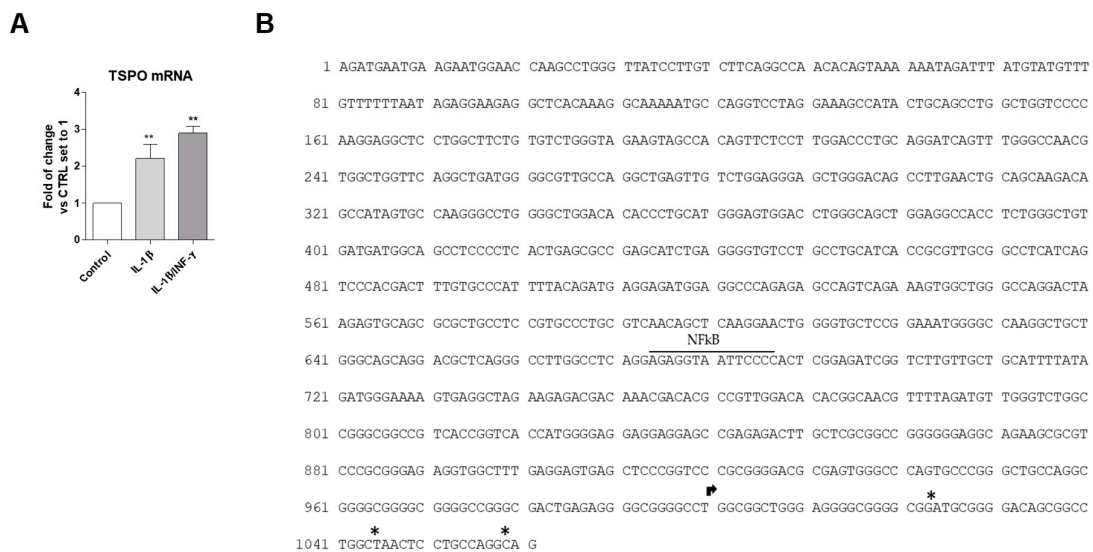 A
B
TSPO mRNA
Fold of change
vs CTRL set to 1
4
3
2
1
0
**
**
Control
IL-1β
IL-1β/INF-γ
1 AGATGAATGA AGAATGGAAC CAAGCCTGGG TTATCCTTGT CTTCAGGCCA ACACAGTAAA AAATAGATTT ATGTATGTTT
81 GTTTTTTAAT AGAGGAAGAG GCTCACAAAG GCAAAAATGC CAGGTCCTAG GAAAGCCATA CTGCAGCCTG GCTGGTCCCC
161 AAGGAGGCTC CTGGCTTCTG TGTCTGGGTA GAAGTAGCCA CAGTTCTCCT TGGACCCTGC AGGATCAGTT TGGGCCAACG
241 TGGCTGGTTC AGGCTGATGG GCGTTGCCAG GCTGAGTTGT CTGGAGGGAG CTGGGACAGC CTTGAACTG CAGCAAGACA
321 GCCATAGTGC CAAGGGCCTG GGGCTGGACA CACCCTGCAT GGGAGTGGAC CTGGGCAGCT GGAGGCCACC TCTGGGCTGT
401 GATGATGGCA GCCTCCCCTC ACTGAGCGCC GAGCATCTGA GGGGTGTCCT GCCTGCATCA CCGCGTTGCG GCCTCATCAG
481 TCCCACGACT TTGTGCCCAT TTTACAGATG AGGAGATGGA GGCCCAGAGA GCCAGTCAGA AAGTGGCTGG GCCAGGACTA
561 AGAGTGCAGC GCGCTGCCTC CGTGCCCTGC GTCAACAGCT CAAGGAACTG GGGTGCTCCG GAAATGGGGC CAAGGCTGCT
NFkB
641 GGGCAGCAGG ACGCTCAGGG CCTTGGCCTC AGGAGAGGTA ATTCCCCACT CGGAGATCGG TCTTGTTGCT GCATTTTATA
721 GATGGGAAAA GTGAGGCTAG AAGAGACGAC AAACGACACG CCGTTGGACA CACGGCAACG TTTTAGATGT TGGGTCTGGC
801 CGGGCGGCCG TCACCGGTCA CCATGGGGAG GAGGAGGAGC CGAGAGACTT GCTCGCGGCC GGGGGGAGGC AGAAGCGCGT
881 CCCGCGGGAG AGGTGGCTTT GAGGAGTGAG CTCCCGGTCC CGCGGGGACG CGAGTGGGCC CAGTGCCCGG GCTGCCAGGC
*
961 GGGGCGGGGC GGGGCCGGGC GACTGAGAGG GCGGGGCCT GGCGGCTGGG AGGGGCGGGG CGGATGCGGG GACAGCGGCC
* *
1041 TGGCTAACTC CTGCCAGGCA G